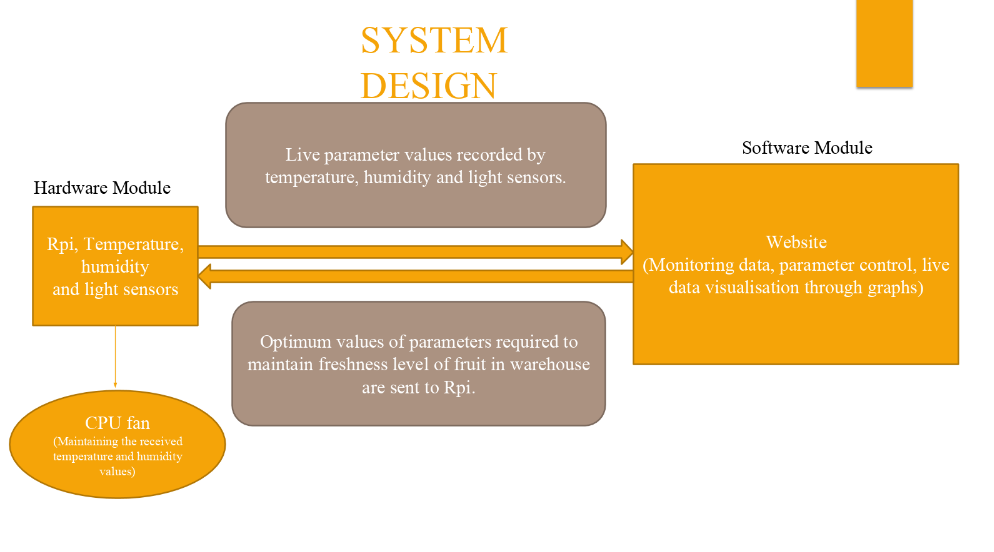 SYSTEM
DESIGN
Live parameter values recorded by
temperature, humidity and light sensors.
Software Module
Hardware Module
Rpi, Temperature,
humidity
and light sensors
Website
(Monitoring data, parameter control, live
data visualisation through graphs)
Optimum values of parameters required to
maintain freshness level of fruit in warehouse
are sent to Rpi.
CPU fan
(Maintaining the received
temperature and humidity
values)